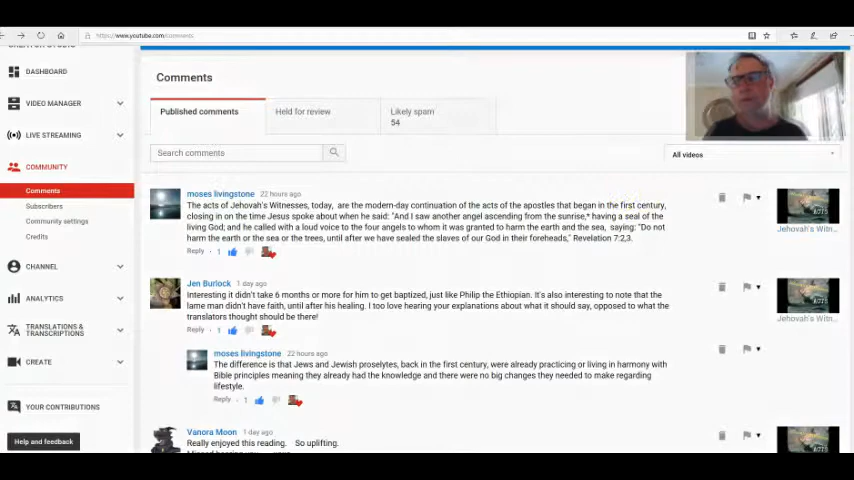 https://www.youtube.com/comments
Comments
DASHBOARD
VIDEO MANAGER
LIVE STREAMING
COMMUNITY
Comments
Subscribers
Community settings
Credits
CHANNEL
ANALYTICS
TRANSLATIONS &
TRANSCRIPTIONS
CREATE
YOUR CONTRIBUTIONS
Help and feedback
Published comments
Held for review
Likely spam
54
Search comments
All videos
moses livingstone 22 hours ago
The acts of Jehovah's Witnesses, today, are the modern-day continuation of the acts of the apostles that began in the first century,
closing in on the time Jesus spoke about when he said: "And I saw another angel ascending from the sunrise,* having a seal of the
living God; and he called with a loud voice to the four angels to whom it was granted to harm the earth and the sea, saying: "Do not
harm the earth or the sea or the trees, until after we have sealed the slaves of our God in their foreheads," Revelation 7:2,3.
Reply · 1
Jehovah's Witn...
Jen Burlock 1 day ago
Interesting it didn't take 6 months or more for him to get baptized, just like Philip the Ethiopian. It's also interesting to note that the
lame man didn't have faith, until after his healing. I too love hearing your explanations about what it should say, opposed to what the
translators thought should be there!
Reply · 1
Jehovah's Witn...
moses livingstone 22 hours ago
The difference is that Jews and Jewish proselytes, back in the first century, were already practicing or living in harmony with
Bible principles meaning they already had the knowledge and there were no big changes they needed to make regarding
lifestyle.
Reply · 1
Vanora Moon 1 day ago
Really enjoyed this reading. So uplifting.